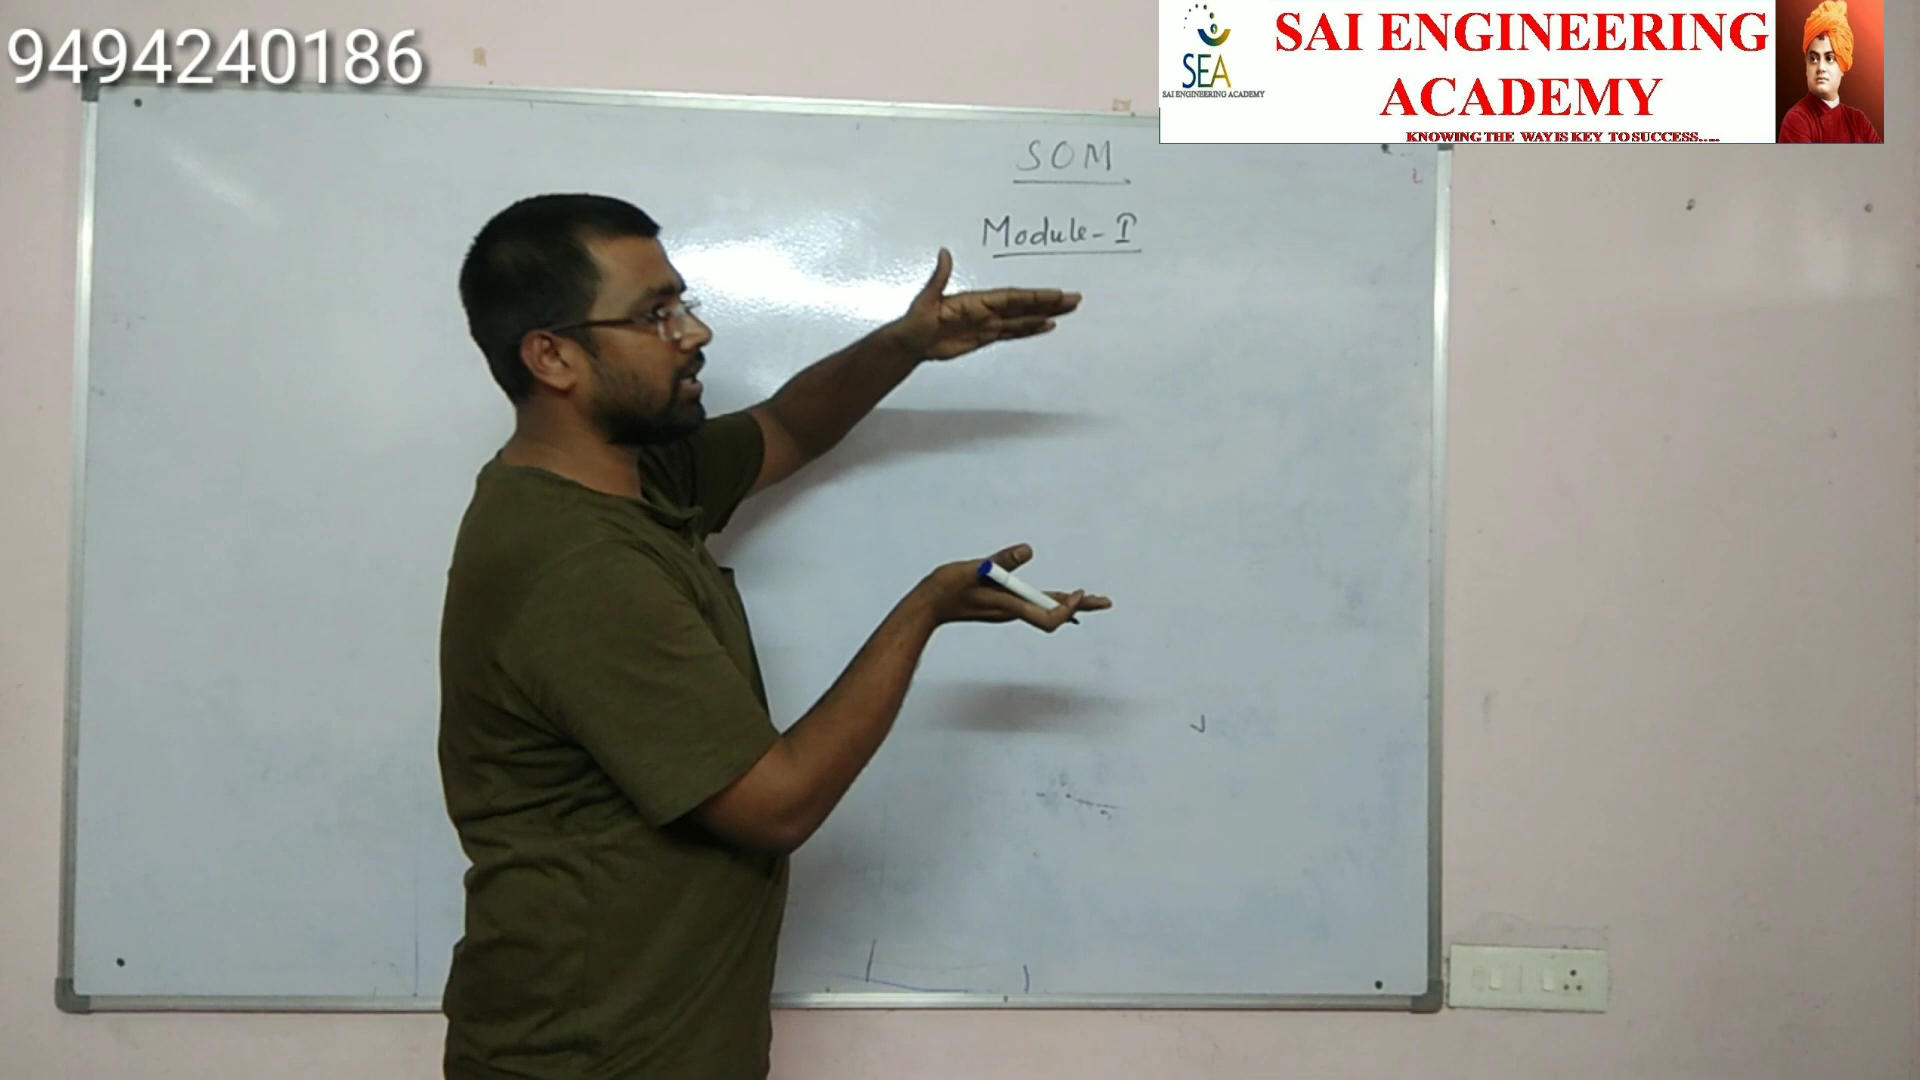 9494240186
SEA
SAI ENGINEERING ACADEMY
SAI ENGINEERING
ACADEMY
KNOWING THE WAY IS KEY TO SUCCESS.....
SOM
Module-I